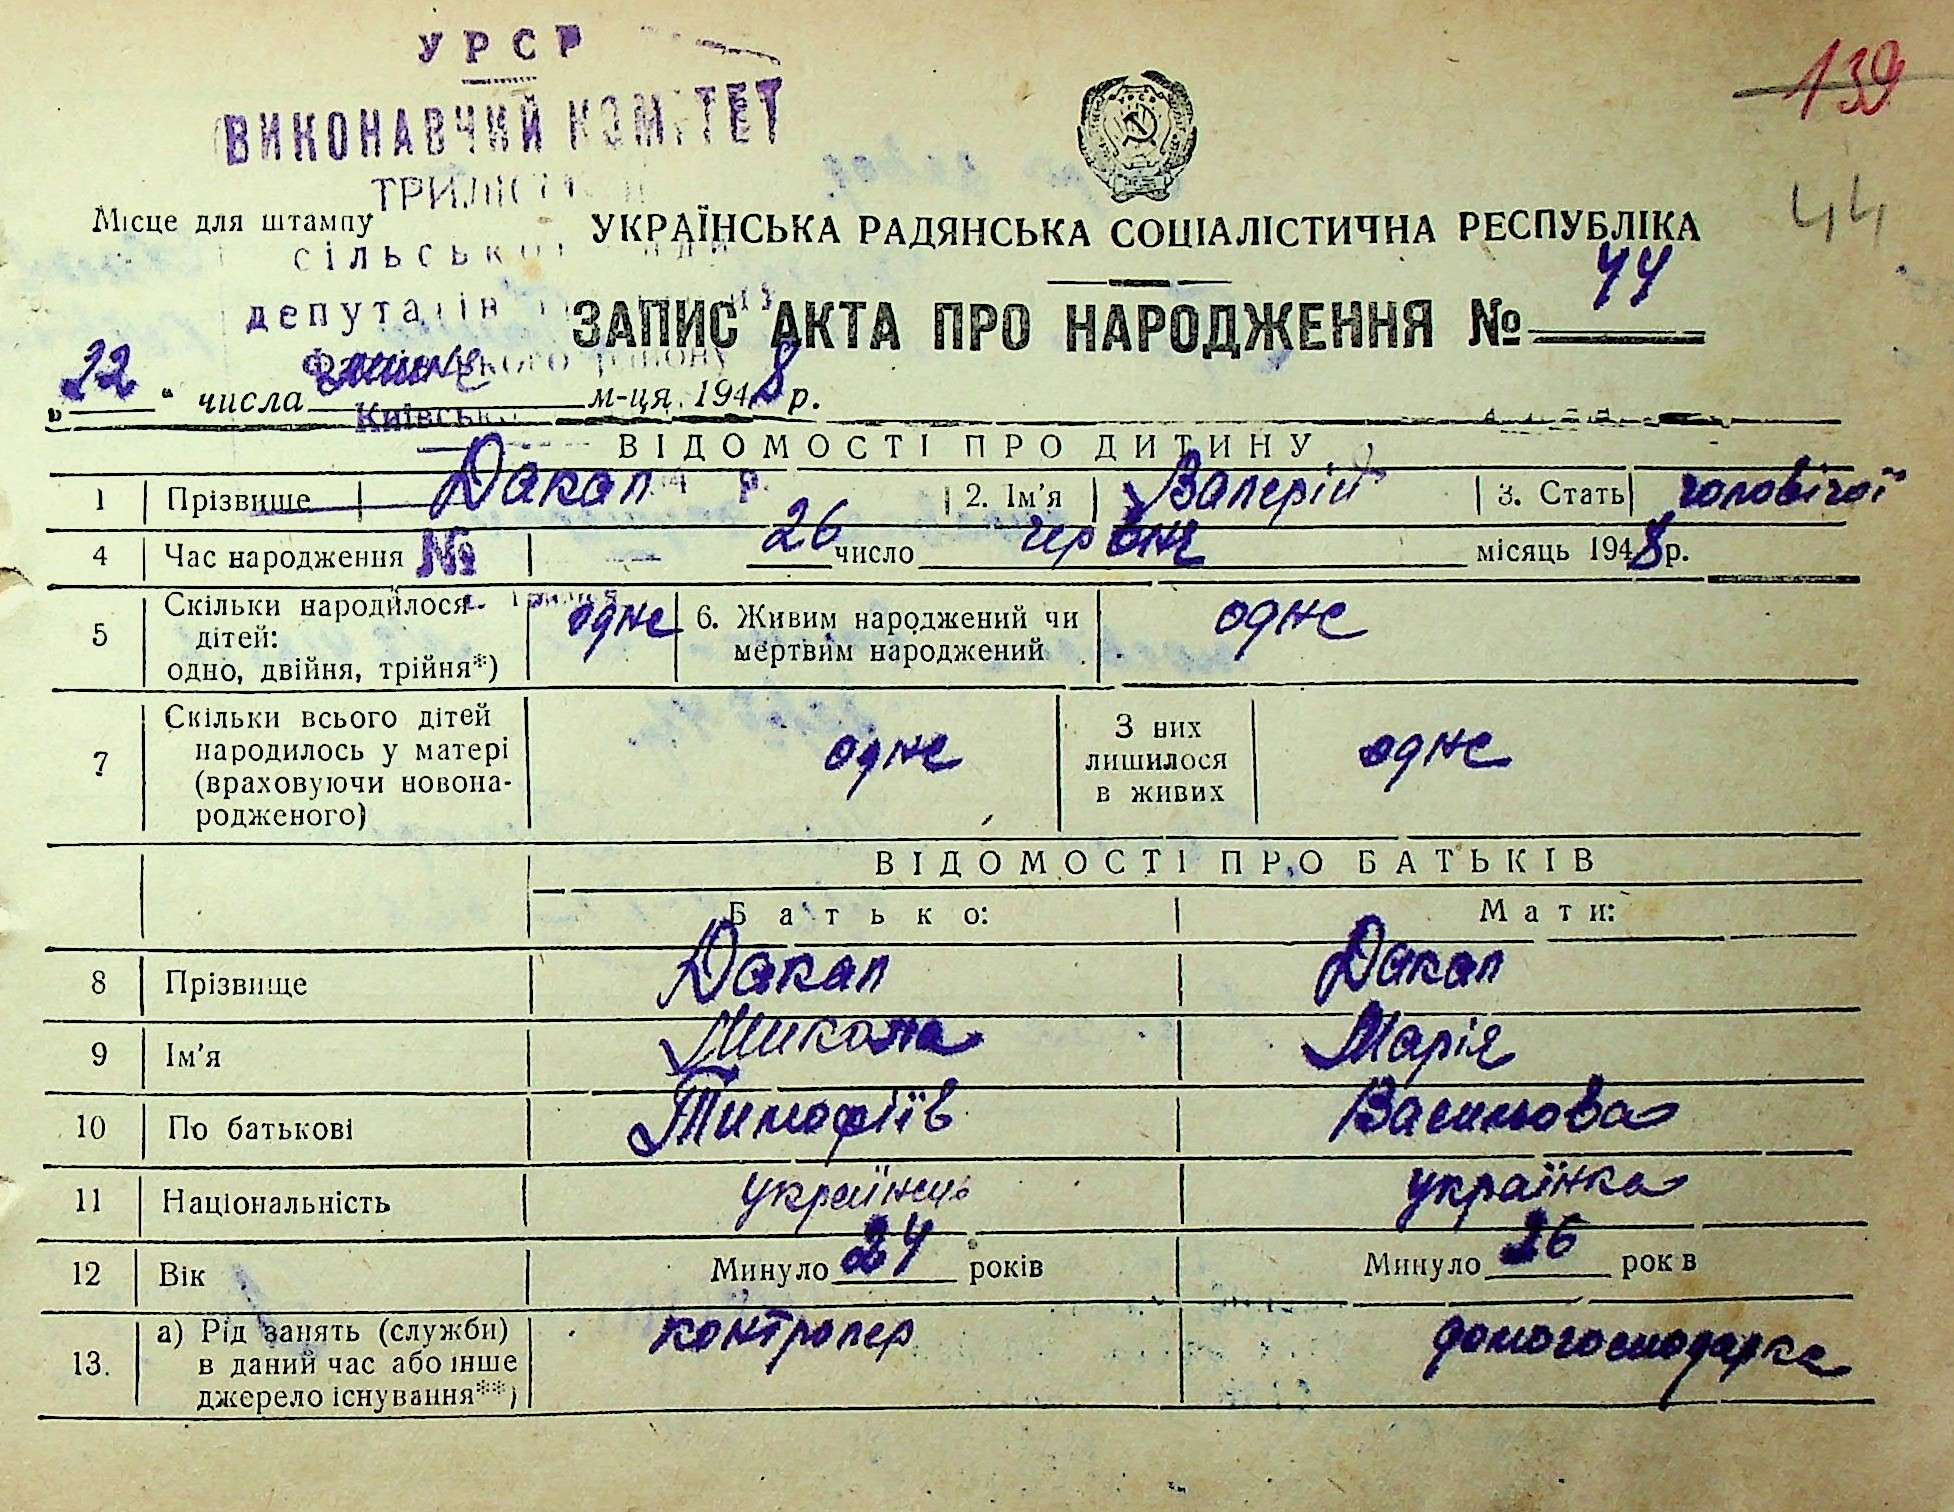 УРСР
ВИКОНАВЧИЙ КОМІТЕТ
139
44
Місце для штампу
сільської
депутатів
УКРАЇНСЬКА РАДЯНСЬКА СОЦІАЛІСТИЧНА РЕСПУБЛІКА
ЗАПИС АКТА ПРО НАРОДЖЕННЯ № 44
„22“ числа м-ця 1948 р.
ВІДОМОСТІ ПРО ДИТИНУ
1 Прізвище Дакал 2. Ім'я Валерій 3. Стать чоловічої
4 Час народження № 26 число червня місяць 1948 р.
5 Скільки народилося дітей: одно, двійня, трійня*) одне 6. Живим народжений чи мертвим народжений одне
7 Скільки всього дітей народилось у матері (враховуючи новонародженого) одне З них лишилося в живих одне
ВІДОМОСТІ ПРО БАТЬКІВ
Батько: Мати:
8 Прізвище Дакал Дакал
9 Ім'я Микола Марія
10 По батькові Тимофіїв Васильова
11 Національність українець українка
12 Вік Минуло 24 років Минуло 26 років
13. а) Рід занять (служби) в даний час або інше джерело існування**) контролер домогосподарка